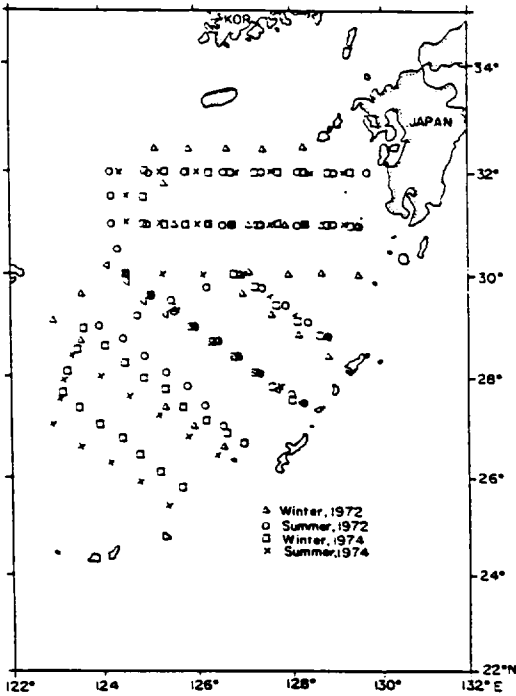 KOR
34°
JAPAN
32°
30°
28°
26°
△ Winter, 1972
○ Summer, 1972
□ Winter, 1974
× Summer, 1974
24°
22°N
122° 124° 126° 128° 130° 132° E